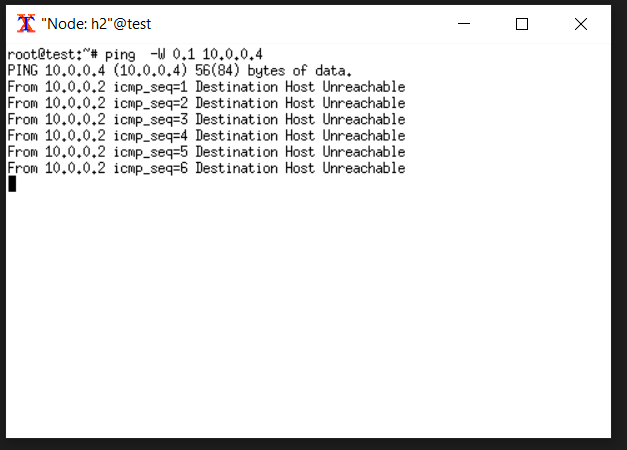 "Node: h2"@test
root@test:~# ping  -W 0.1 10.0.0.4
PING 10.0.0.4 (10.0.0.4) 56(84) bytes of data.
From 10.0.0.2 icmp_seq=1 Destination Host Unreachable
From 10.0.0.2 icmp_seq=2 Destination Host Unreachable
From 10.0.0.2 icmp_seq=3 Destination Host Unreachable
From 10.0.0.2 icmp_seq=4 Destination Host Unreachable
From 10.0.0.2 icmp_seq=5 Destination Host Unreachable
From 10.0.0.2 icmp_seq=6 Destination Host Unreachable